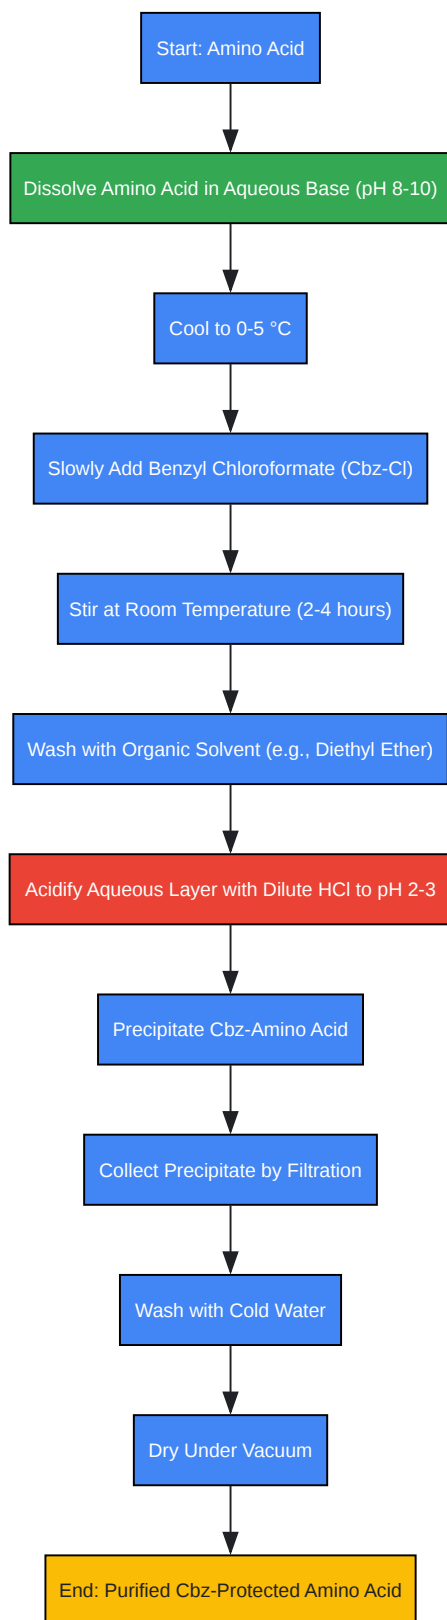 Start: Amino Acid
Dissolve Amino Acid in Aqueous Base (pH 8-10)
Cool to 0-5 °C
Slowly Add Benzyl Chloroformate (Cbz-Cl)
Stir at Room Temperature (2-4 hours)
Wash with Organic Solvent (e.g., Diethyl Ether)
Acidify Aqueous Layer with Dilute HCl to pH 2-3
Precipitate Cbz-Amino Acid
Collect Precipitate by Filtration
Wash with Cold Water
Dry Under Vacuum
End: Purified Cbz-Protected Amino Acid